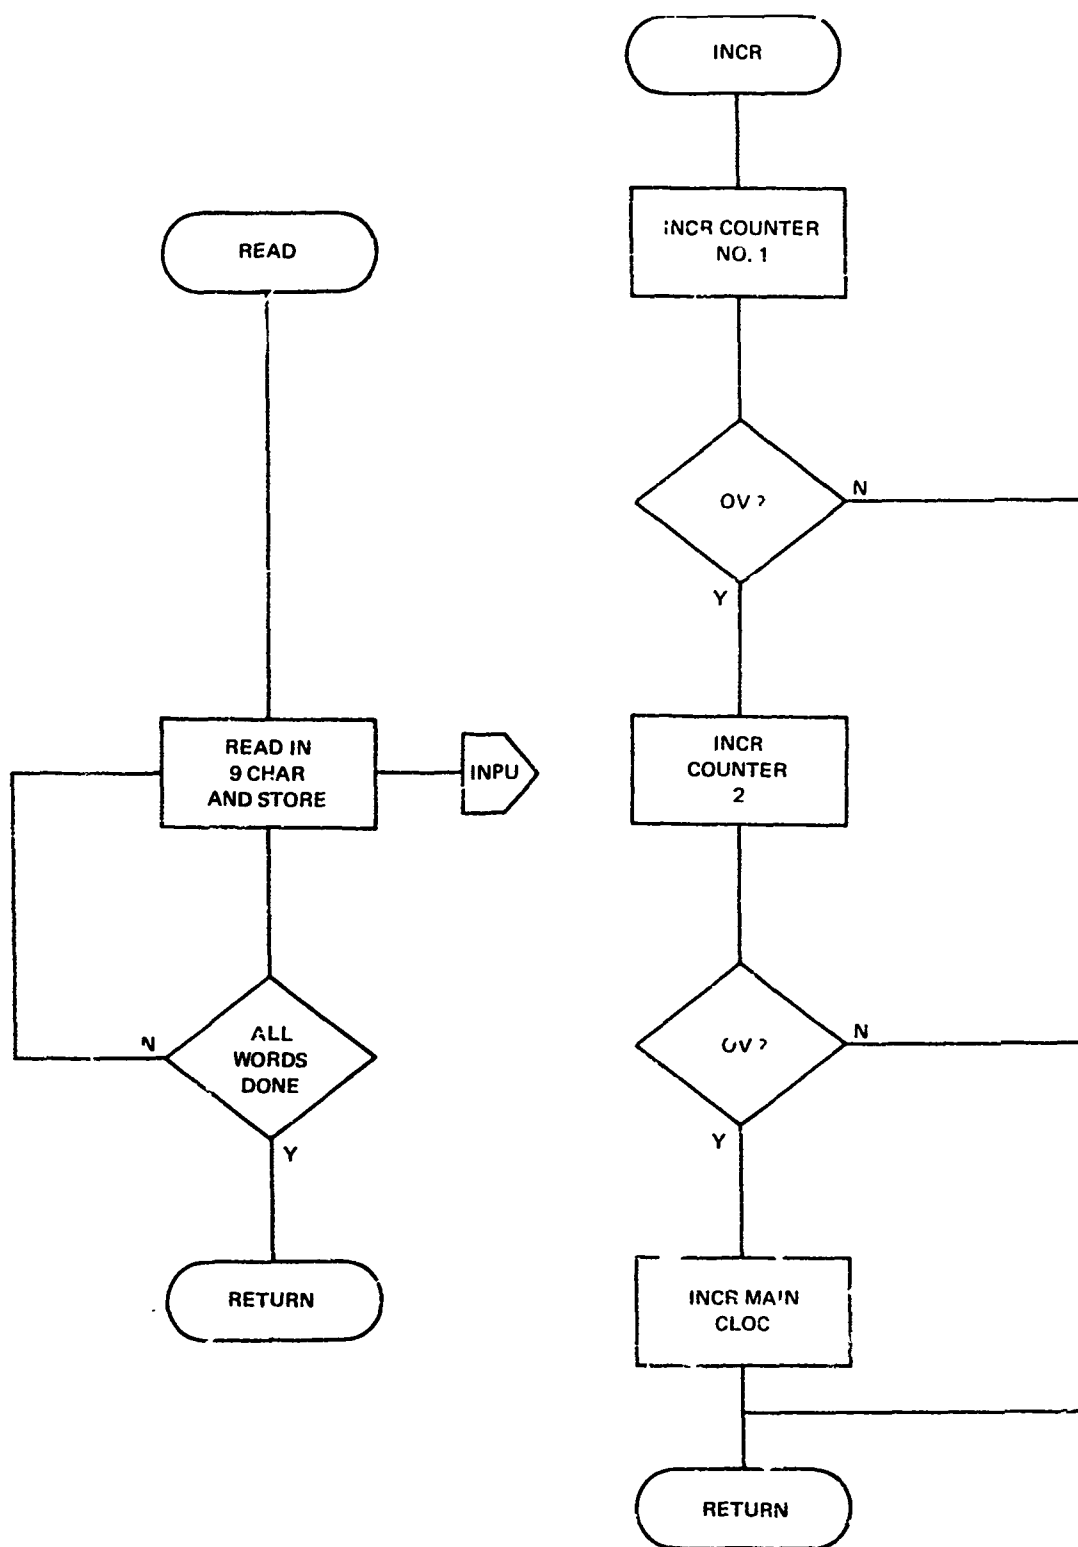 READ
READ IN
9 CHAR
AND STORE
INPU
N
ALL
WORDS
DONE
Y
RETURN
INCR
INCR COUNTER
NO. 1
OV?
N
Y
INCR
COUNTER
2
OV?
N
Y
INCR MAIN
CLOC
RETURN